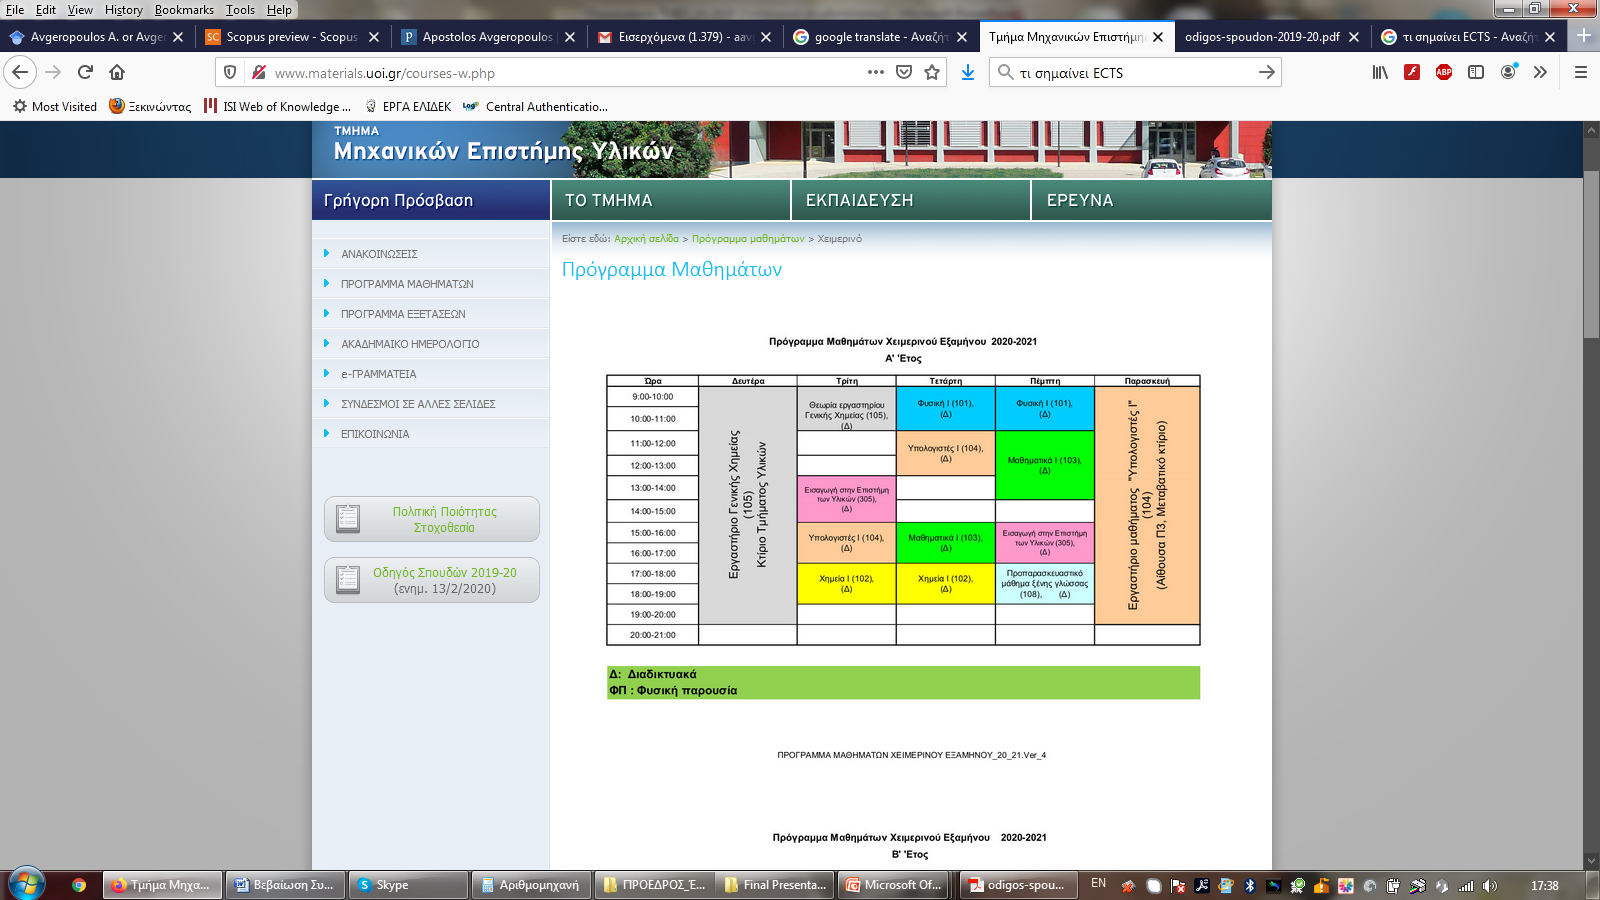 File Edit View History Bookmarks Tools Help
Avgeropoulos A. or Avge
Scopus preview - Scopus
Apostolos Avgeropoulos
Εισερχόμενα (1.379) - aav
google translate - Αναζήτ
Τμήμα Μηχανικών Επιστήμη
odigos-spoudon-2019-20.pdf
τι σημαίνει ECTS - Αναζήτ
www.materials.uoi.gr/courses-w.php
τι σημαίνει ECTS
ABP
Most Visited
Ξεκινώντας
ISI Web of Knowledge ...
ΕΡΓΑ ΕΛΙΔΕΚ
Central Authenticatio...
ΤΜΗΜΑ
Μηχανικών Επιστήμης Υλικών
Γρήγορη Πρόσβαση
ΤΟ ΤΜΗΜΑ
ΕΚΠΑΙΔΕΥΣΗ
ΕΡΕΥΝΑ
ΑΝΑΚΟΙΝΩΣΕΙΣ
ΠΡΟΓΡΑΜΜΑ ΜΑΘΗΜΑΤΩΝ
ΠΡΟΓΡΑΜΜΑ ΕΞΕΤΑΣΕΩΝ
ΑΚΑΔΗΜΑΙΚΟ ΗΜΕΡΟΛΟΓΙΟ
e-ΓΡΑΜΜΑΤΕΙΑ
ΣΥΝΔΕΣΜΟΙ ΣΕ ΑΛΛΕΣ ΣΕΛΙΔΕΣ
ΕΠΙΚΟΙΝΩΝΙΑ
Πολιτική Ποιότητας
Στοχοθεσία
Οδηγός Σπουδών 2019-20
(ενημ. 13/2/2020)
Είστε εδώ: Αρχική σελίδα > Πρόγραμμα μαθημάτων > Χειμερινό
Πρόγραμμα Μαθημάτων
Πρόγραμμα Μαθημάτων Χειμερινού Εξαμήνου 2020-2021
Α' 'Ετος
Ώρα Δευτέρα Τρίτη Τετάρτη Πέμπτη Παρασκευή
9:00-10:00
10:00-11:00
11:00-12:00
12:00-13:00
13:00-14:00
14:00-15:00
15:00-16:00
16:00-17:00
17:00-18:00
18:00-19:00
19:00-20:00
20:00-21:00
Εργαστήριο Γενικής Χημείας
(105)
Κτίριο Τμήματος Υλικών
Θεωρία εργαστηρίου
Γενικής Χημείας (105),
(Δ)
Εισαγωγή στην Επιστήμη
των Υλικών (305),
(Δ)
Υπολογιστές Ι (104),
(Δ)
Χημεία Ι (102),
(Δ)
Φυσική Ι (101),
(Δ)
Υπολογιστές Ι (104),
(Δ)
Μαθηματικά Ι (103),
(Δ)
Χημεία Ι (102),
(Δ)
Φυσική Ι (101),
(Δ)
Μαθηματικά Ι (103),
(Δ)
Εισαγωγή στην Επιστήμη
των Υλικών (305),
(Δ)
Προπαρασκευαστικό
μάθημα ξένης γλώσσας
(108), (Δ)
Εργαστήριο μαθήματος "Υπολογιστές Ι"
(104)
(Αίθουσα Π3, Μεταβατικό κτίριο)
Δ: Διαδικτυακά
ΦΠ : Φυσική παρουσία
ΠΡΟΓΡΑΜΜΑ ΜΑΘΗΜΑΤΩΝ ΧΕΙΜΕΡΙΝΟΥ ΕΞΑΜΗΝΟΥ_20_21.Ver_4
Πρόγραμμα Μαθημάτων Χειμερινού Εξαμήνου 2020-2021
Β' 'Ετος
Τμήμα Μηχα...
Βεβαίωση Συ...
Skype
Αριθμομηχανή
ΠΡΟΕΔΡΟΣ_Έ...
Final Presenta...
Microsoft Of...
odigos-spou...
EN
17:38